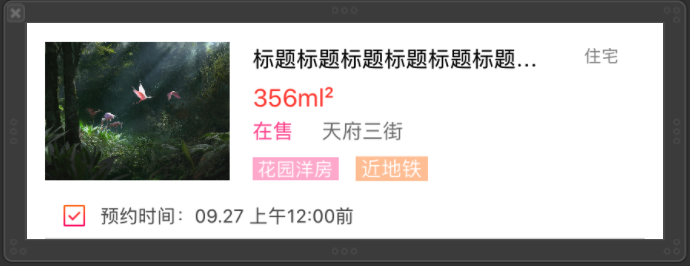 标题标题标题标题标题标题... 住宅
356ml²
在售 天府三街
花园洋房 近地铁
预约时间：09.27 上午12:00前